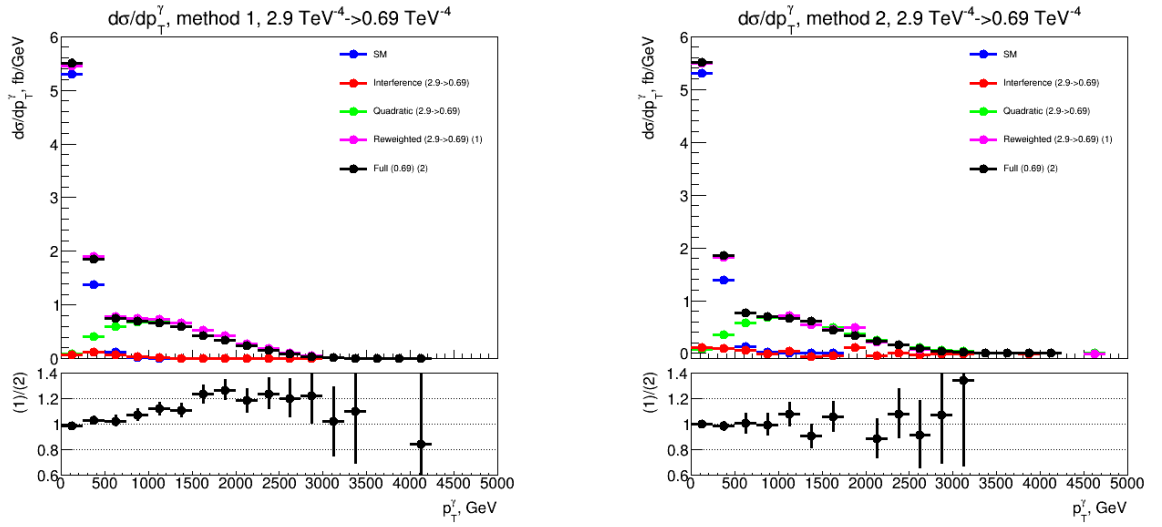 dσ/dp_T^γ, method 1, 2.9 TeV⁻⁴->0.69 TeV⁻⁴
dσ/dp_T^γ, fb/GeV
6
5
4
3
2
1
0
SM
Interference (2.9->0.69)
Quadratic (2.9->0.69)
Reweighted (2.9->0.69) (1)
Full (0.69) (2)
(1)/(2)
1.4
1.2
1
0.8
0.6
0 500 1000 1500 2000 2500 3000 3500 4000 4500 5000
p_T^γ, GeV
dσ/dp_T^γ, method 2, 2.9 TeV⁻⁴->0.69 TeV⁻⁴
dσ/dp_T^γ, fb/GeV
6
5
4
3
2
1
0
SM
Interference (2.9->0.69)
Quadratic (2.9->0.69)
Reweighted (2.9->0.69) (1)
Full (0.69) (2)
(1)/(2)
1.4
1.2
1
0.8
0.6
0 500 1000 1500 2000 2500 3000 3500 4000 4500 5000
p_T^γ, GeV